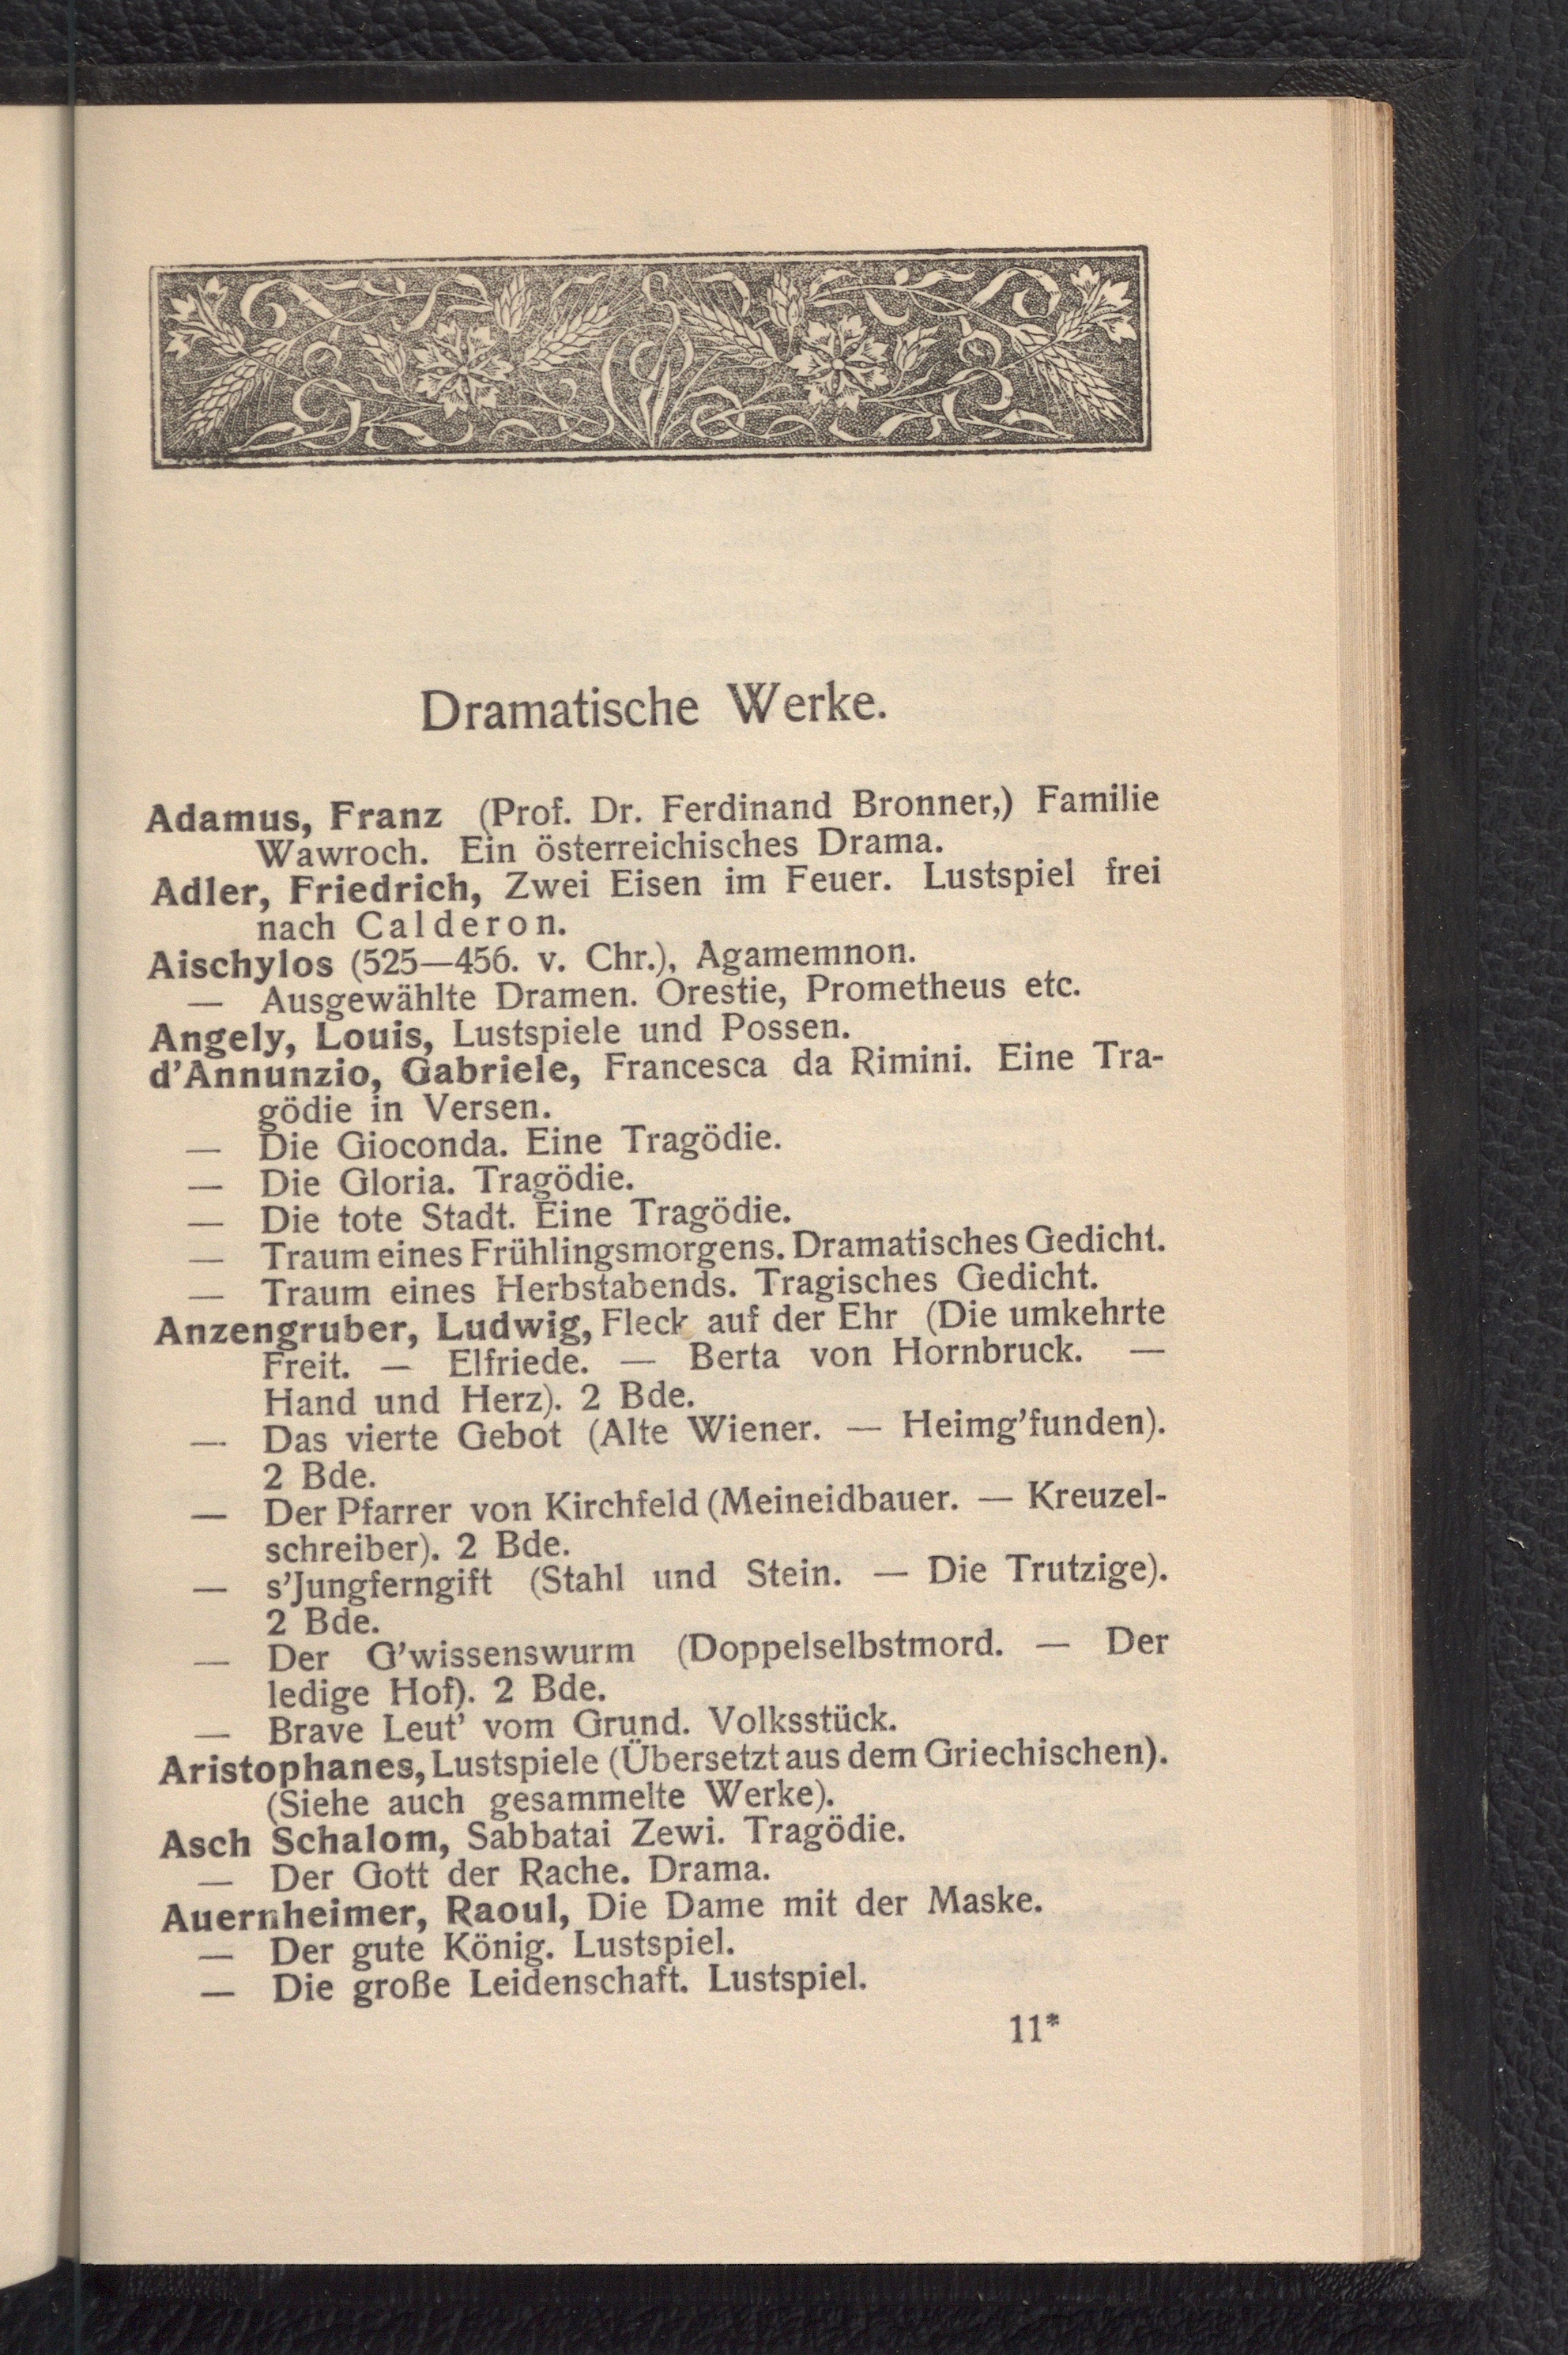 Dramatische Werke.
Adamus, Franz (Prof. Dr. Ferdinand Bronner,) Familie
Wawroch. Ein österreichisches Drama.
Adler, Friedrich, Zwei Eisen im Feuer. Lustspiel frei
nach Calderon.
Aischylos (525—456. v. Chr.), Agamemnon.
— Ausgewählte Dramen. Orestie, Prometheus etc.
Angely, Louis, Lustspiele und Possen.
d'Annunzio, Gabriele, Francesca da Rimini. Eine Tra-
gödie in Versen.
— Die Gioconda. Eine Tragödie.
— Die Gloria. Tragödie.
— Die tote Stadt. Eine Tragödie.
— Traum eines Frühlingsmorgens. Dramatisches Gedicht.
— Traum eines Herbstabends. Tragisches Gedicht.
Anzengruber, Ludwig, Fleck auf der Ehr (Die umkehrte
Freit. — Elfriede. — Berta von Hornbruck. —
Hand und Herz). 2 Bde.
— Das vierte Gebot (Alte Wiener. — Heimg'funden).
2 Bde.
— Der Pfarrer von Kirchfeld (Meineidbauer. — Kreuzel-
schreiber). 2 Bde.
— s'Jungferngift (Stahl und Stein. — Die Trutzige).
2 Bde.
— Der G'wissenswurm (Doppelselbstmord. — Der
ledige Hof). 2 Bde.
— Brave Leut' vom Grund. Volksstück.
Aristophanes, Lustspiele (Übersetzt aus dem Griechischen).
(Siehe auch gesammelte Werke).
Asch Schalom, Sabbatai Zewi. Tragödie.
— Der Gott der Rache. Drama.
Auernheimer, Raoul, Die Dame mit der Maske.
— Der gute König. Lustspiel.
— Die große Leidenschaft. Lustspiel.
11*